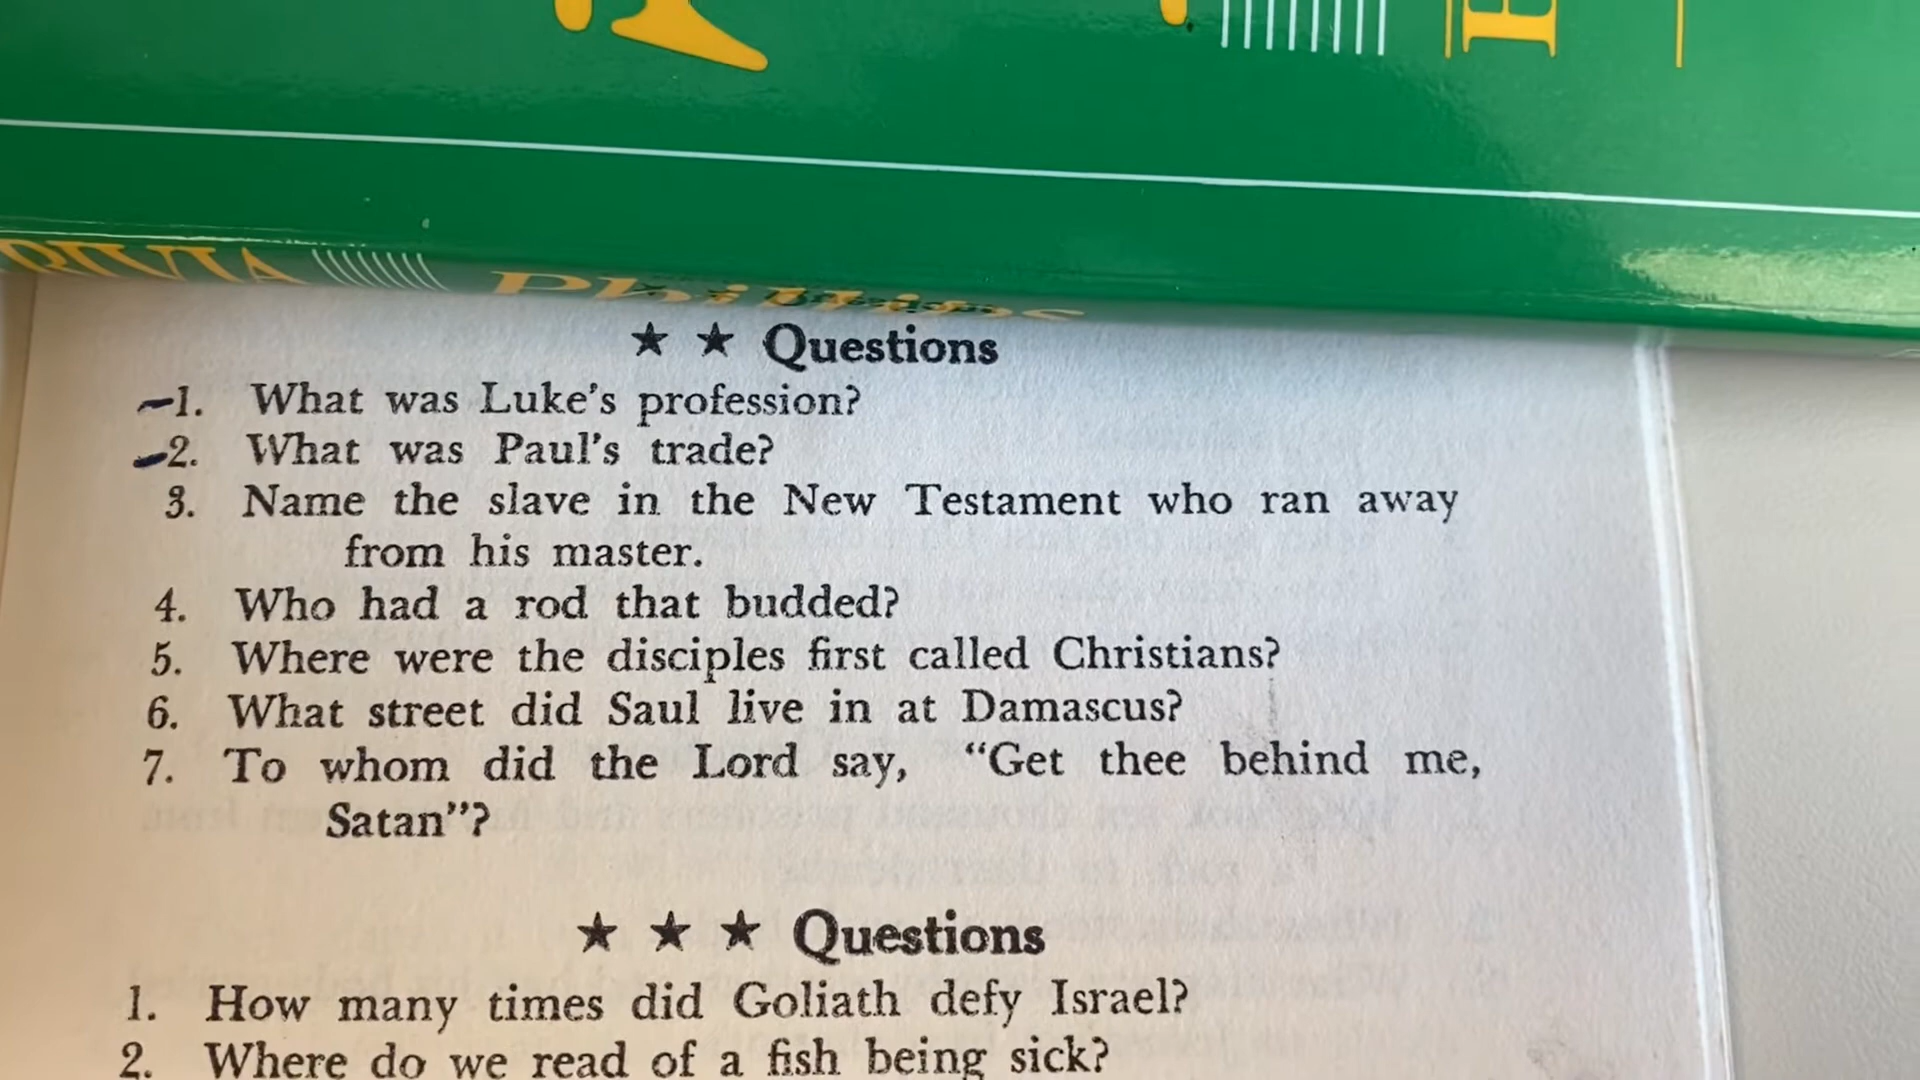 RIVIA Phillips
★ ★ Questions
1. What was Luke's profession?
2. What was Paul's trade?
3. Name the slave in the New Testament who ran away
from his master.
4. Who had a rod that budded?
5. Where were the disciples first called Christians?
6. What street did Saul live in at Damascus?
7. To whom did the Lord say, “Get thee behind me,
Satan”?
★ ★ ★ Questions
1. How many times did Goliath defy Israel?
2. Where do we read of a fish being sick?